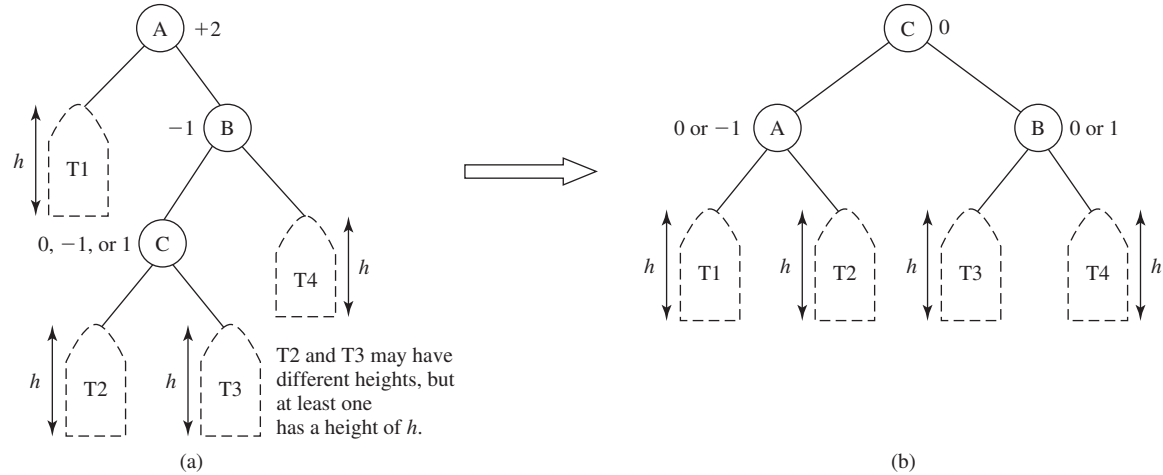 A +2
C 0
−1 B
0 or −1 A
B 0 or 1
h
T1
0, −1, or 1 C
T4
h
h
T1
h
T2
h
T3
T4
h
h
T2
h
T3
T2 and T3 may have
different heights, but
at least one
has a height of h.
(a)
(b)